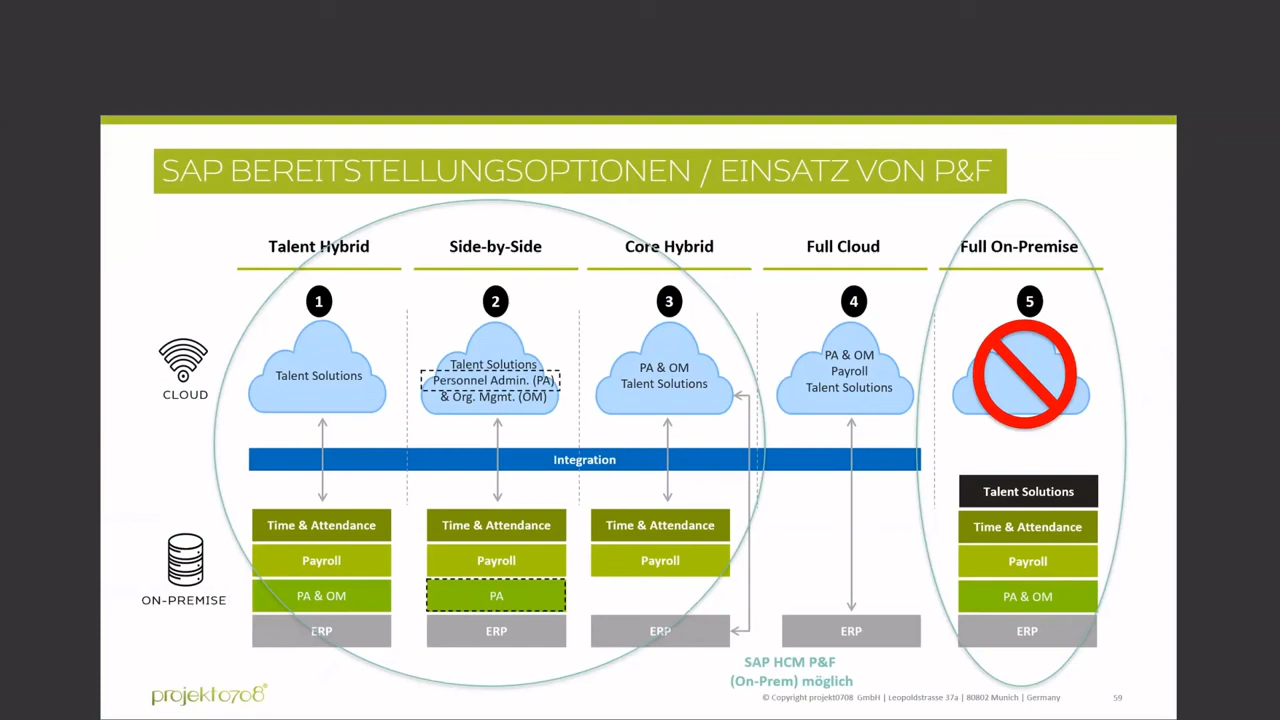 SAP BEREITSTELLUNGSOPTIONEN / EINSATZ VON P&F
Talent Hybrid
Side-by-Side
Core Hybrid
Full Cloud
Full On-Premise
1
2
3
4
5
CLOUD
Talent Solutions
Talent Solutions
Personnel Admin. (PA)
& Org. Mgmt. (OM)
PA & OM
Talent Solutions
PA & OM
Payroll
Talent Solutions
Integration
ON-PREMISE
Time & Attendance
Payroll
PA & OM
ERP
Time & Attendance
Payroll
PA
ERP
Time & Attendance
Payroll
ERP
ERP
Talent Solutions
Time & Attendance
Payroll
PA & OM
ERP
SAP HCM P&F
(On-Prem) möglich
projekt0708®
© Copyright projekt0708 GmbH | Leopoldstrasse 37a | 80802 Munich | Germany
59